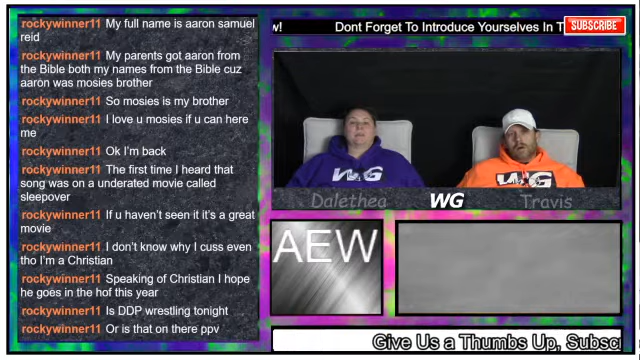 rockywinner11 My full name is aaron samuel
reid
rockywinner11 My parents got aaron from
the Bible both my names from the Bible cuz
aaron was mosies brother
rockywinner11 So mosies is my brother
rockywinner11 I love u mosies if u can here
me
rockywinner11 Ok I'm back
rockywinner11 The first time I heard that
song was on a underated movie called
sleepover
rockywinner11 If u haven't seen it it's a great
movie
rockywinner11 I don't know why I cuss even
tho I'm a Christian
rockywinner11 Speaking of Christian I hope
he goes in the hof this year
rockywinner11 Is DDP wrestling tonight
rockywinner11 Or is that on there ppv
w! Dont Forget To Introduce Yourselves In T
SUBSCRIBE
WG
WG
Dalethea WG Travis
AEW
Give Us a Thumbs Up, Subsc